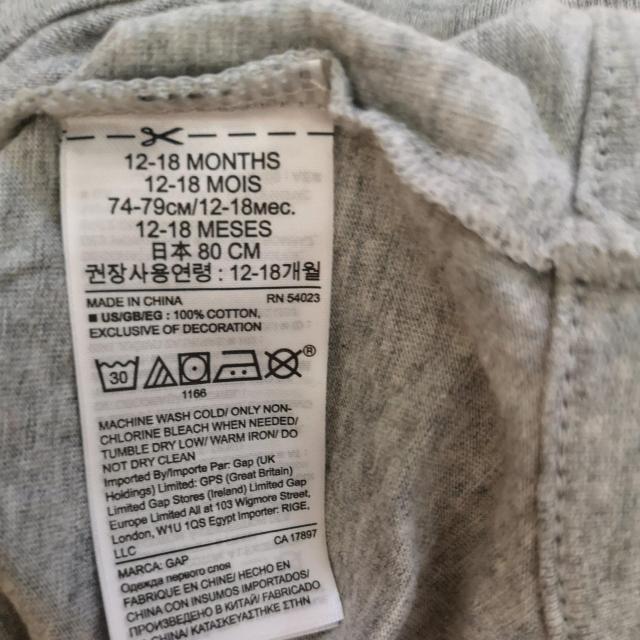 12-18 MONTHS
12-18 MOIS
74-79см/12-18мес.
12-18 MESES
日本 80 CM
권장사용연령 : 12-18개월
MADE IN CHINA RN 54023
■ US/GB/EG : 100% COTTON,
EXCLUSIVE OF DECORATION
30 ®
1166
MACHINE WASH COLD/ ONLY NON-
CHLORINE BLEACH WHEN NEEDED/
TUMBLE DRY LOW/ WARM IRON/ DO
NOT DRY CLEAN
Imported By/Importe Par: Gap (UK
Holdings) Limited: GPS (Great Britain)
Limited Gap Stores (Ireland) Limited Gap
Europe Limited All at 103 Wigmore Street,
London, W1U 1QS Egypt Importer: RIGE,
LLC CA 17897
MARCA: GAP
Одежда первого слоя
FABRIQUE EN CHINE/ HECHO EN
CHINA CON INSUMOS IMPORTADOS/
ПРОИЗВЕДЕНО В КИТАЙ/ FABRICADO
CHINA/ ΚΑΤΑΣΚΕΥΑΣΤΗΚΕ ΣΤΗΝ